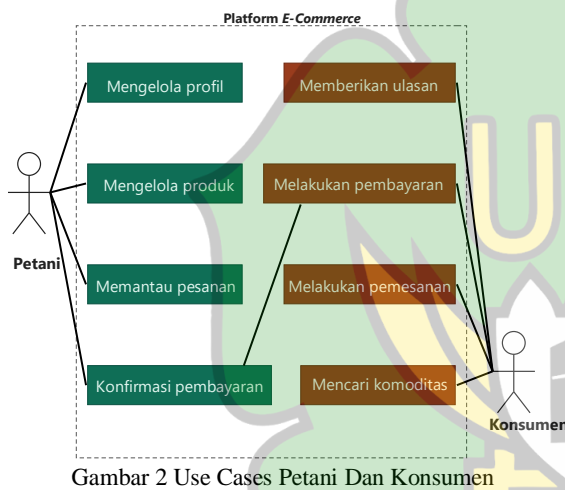 Platform E-Commerce
Mengelola profil
Memberikan ulasan
Mengelola produk
Melakukan pembayaran
Petani
Memantau pesanan
Melakukan pemesanan
Konfirmasi pembayaran
Mencari komoditas
Konsumen
U
Gambar 2 Use Cases Petani Dan Konsumen